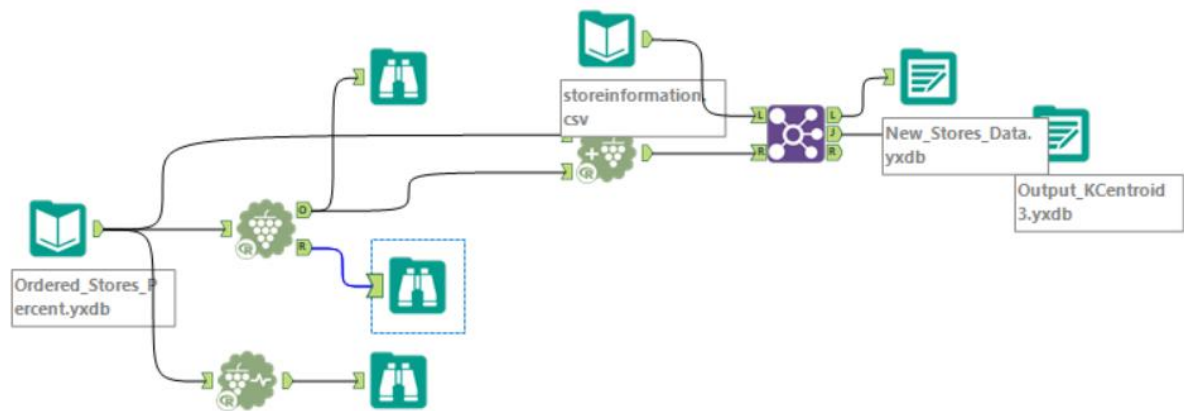 storeinformation.
csv
L
R
L
J
R
New_Stores_Data.
yxdb
Output_KCentroid
3.yxdb
R
O
R
R
Ordered_Stores_P
ercent.yxdb
R